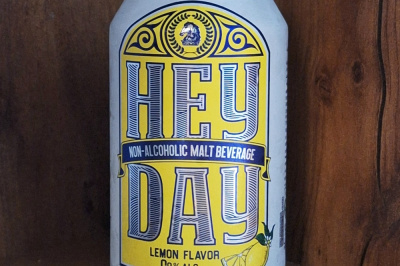 HEY
NON-ALCOHOLIC MALT BEVERAGE
DAY
LEMON FLAVOR